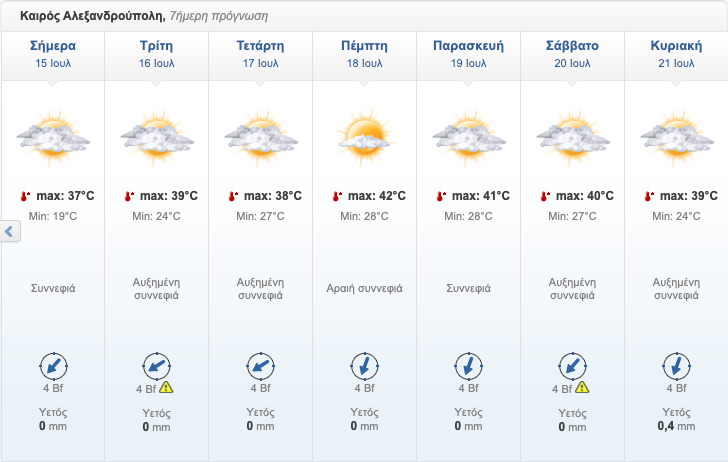 Καιρός Αλεξανδρούπολη, 7ήμερη πρόγνωση
Σήμερα Τρίτη Τετάρτη Πέμπτη Παρασκευή Σάββατο Κυριακή
15 Ιουλ 16 Ιουλ 17 Ιουλ 18 Ιουλ 19 Ιουλ 20 Ιουλ 21 Ιουλ
max: 37°C max: 39°C max: 38°C max: 42°C max: 41°C max: 40°C max: 39°C
Min: 19°C Min: 24°C Min: 27°C Min: 28°C Min: 28°C Min: 27°C Min: 24°C
Συννεφιά Αυξημένη συννεφιά Αυξημένη συννεφιά Αραιή συννεφιά Συννεφιά Αυξημένη συννεφιά Αυξημένη συννεφιά
4 Bf 4 Bf 4 Bf 4 Bf 4 Bf 4 Bf 4 Bf
Υετός Υετός Υετός Υετός Υετός Υετός Υετός
0 mm 0 mm 0 mm 0 mm 0 mm 0 mm 0,4 mm